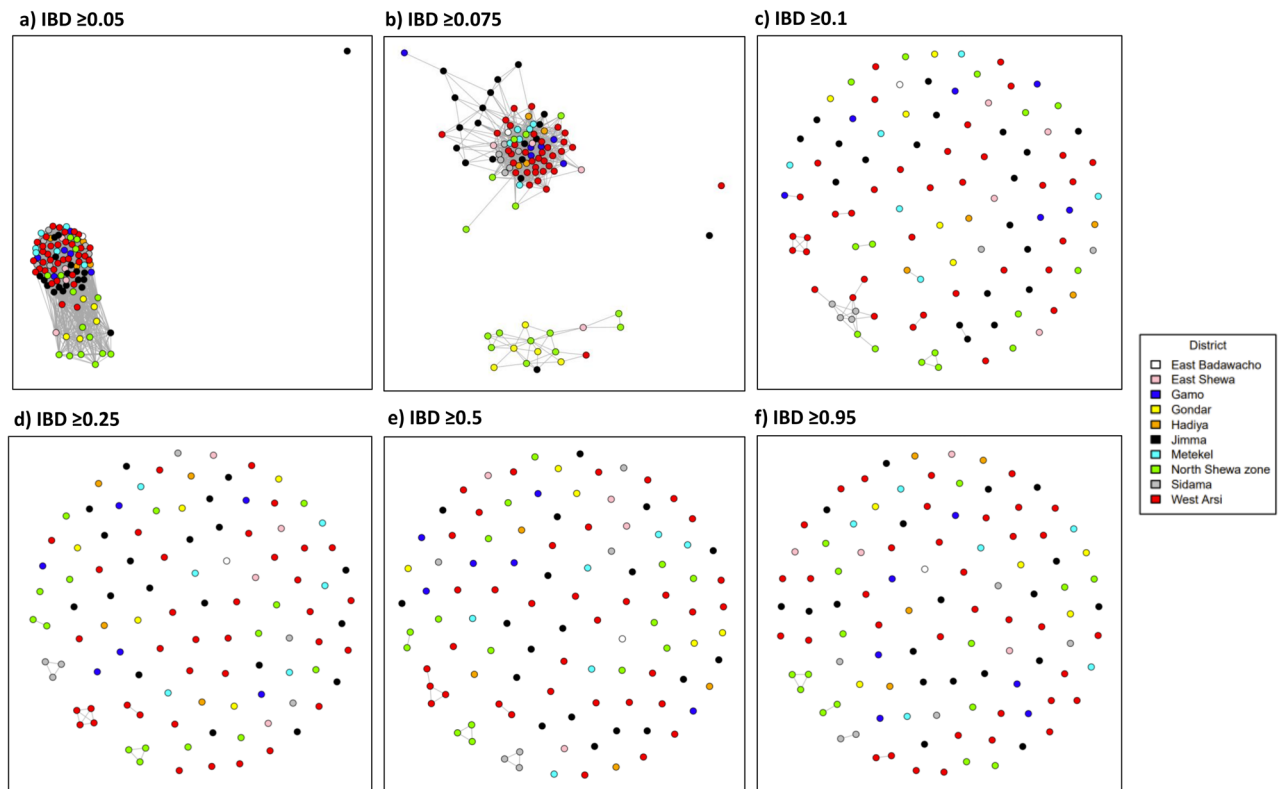 a) IBD ≥0.05
b) IBD ≥0.075
c) IBD ≥0.1
d) IBD ≥0.25
e) IBD ≥0.5
f) IBD ≥0.95
District
East Badawacho
East Shewa
Gamo
Gondar
Hadiya
Jimma
Metekel
North Shewa zone
Sidama
West Arsi